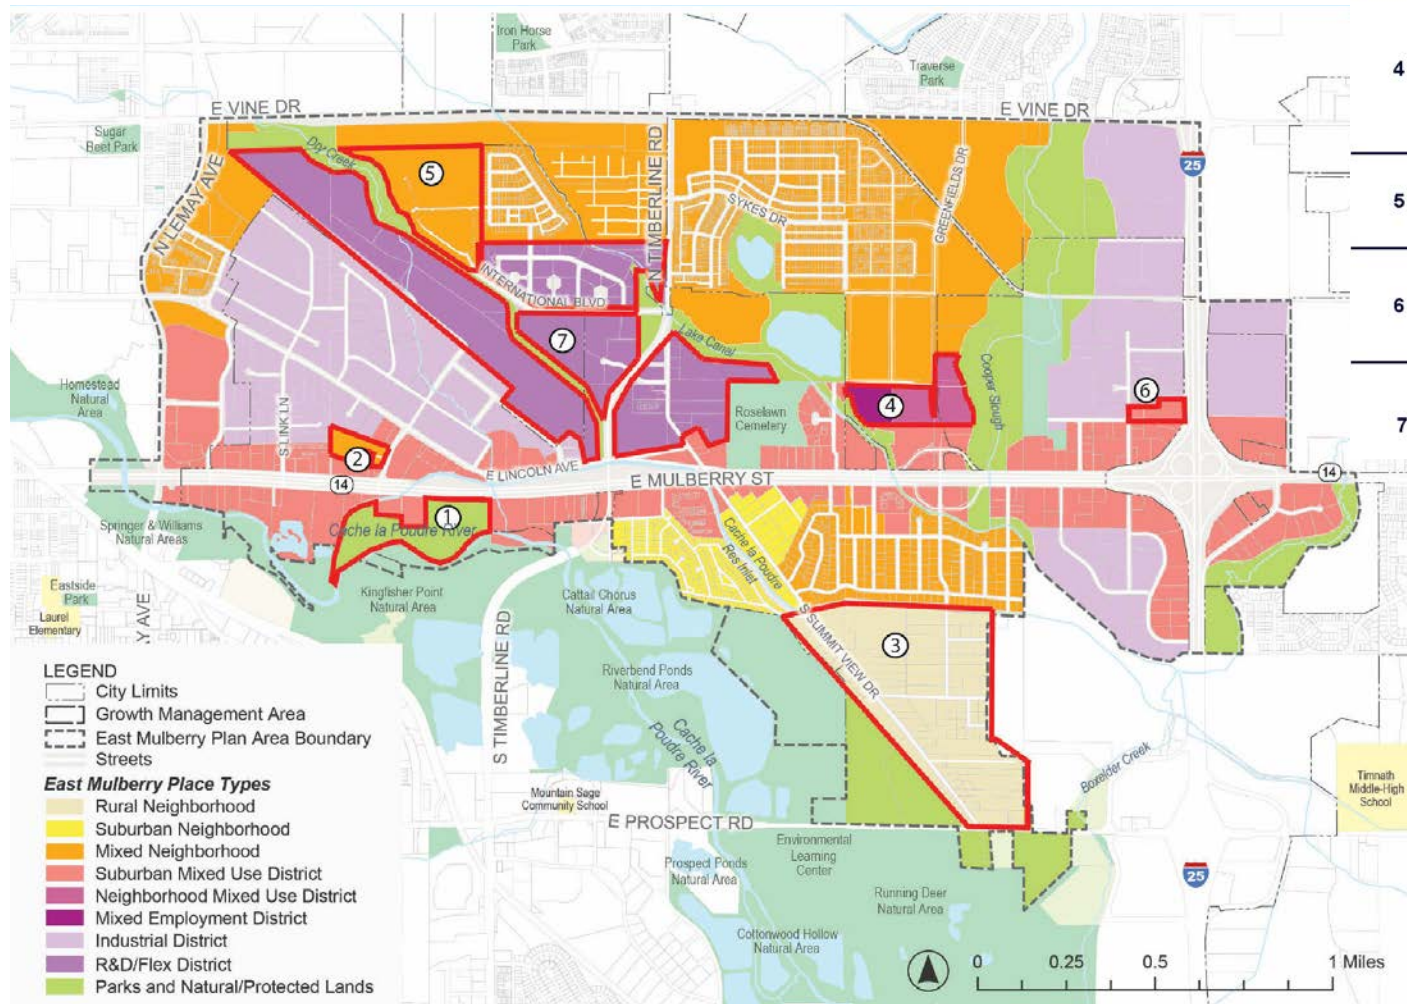 Iron Horse
Park
Traverse
Park
4
E VINE DR
E VINE DR
Sugar
Beet Park
Dry Creek
N LEMAY AVE
5
N TIMBERLINE RD
GREENFIELDS DR
25
SYKES DR
5
INTERNATIONAL BLVD
7
Lake Canal
6
Homestead
Natural
Area
Cooper Slough
6
4
S LINK LN
Roselawn
Cemetery
7
2
E LINCOLN AVE
E MULBERRY ST
14
14
1
Springer & Williams
Natural Areas
Cache la Poudre River
Cache la Poudre
Res Inlet
Eastside
Park
Kingfisher Point
Natural Area
Cattail Chorus
Natural Area
Laurel
Elementary
AY AVE
S TIMBERLINE RD
S SUMMIT VIEW DR
3
Riverbend Ponds
Natural Area
Cache la
Poudre River
Boxelder Creek
Mountain Sage
Community School
Timnath
Middle-High
School
E PROSPECT RD
Environmental
Learning
Center
Prospect Ponds
Natural Area
25
Running Deer
Natural Area
Cottonwood Hollow
Natural Area
LEGEND
City Limits
Growth Management Area
East Mulberry Plan Area Boundary
Streets
East Mulberry Place Types
Rural Neighborhood
Suburban Neighborhood
Mixed Neighborhood
Suburban Mixed Use District
Neighborhood Mixed Use District
Mixed Employment District
Industrial District
R&D/Flex District
Parks and Natural/Protected Lands
0 0.25 0.5 1 Miles